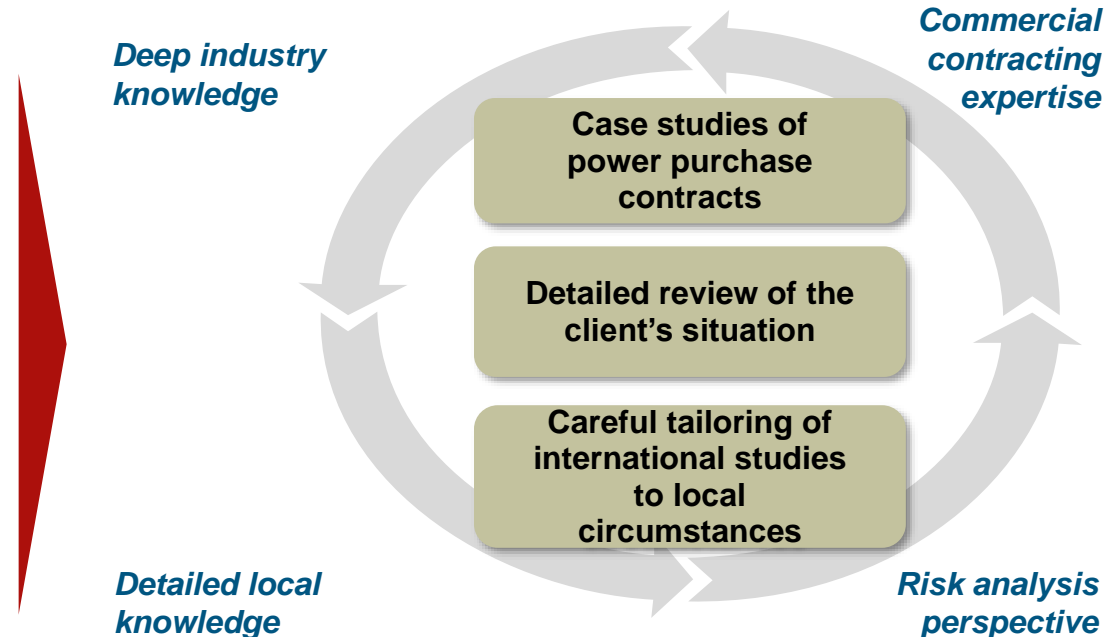 Deep industry
knowledge
Commercial
contracting
expertise
Case studies of
power purchase
contracts
Detailed review of the
client’s situation
Careful tailoring of
international studies
to local
circumstances
Detailed local
knowledge
Risk analysis
perspective